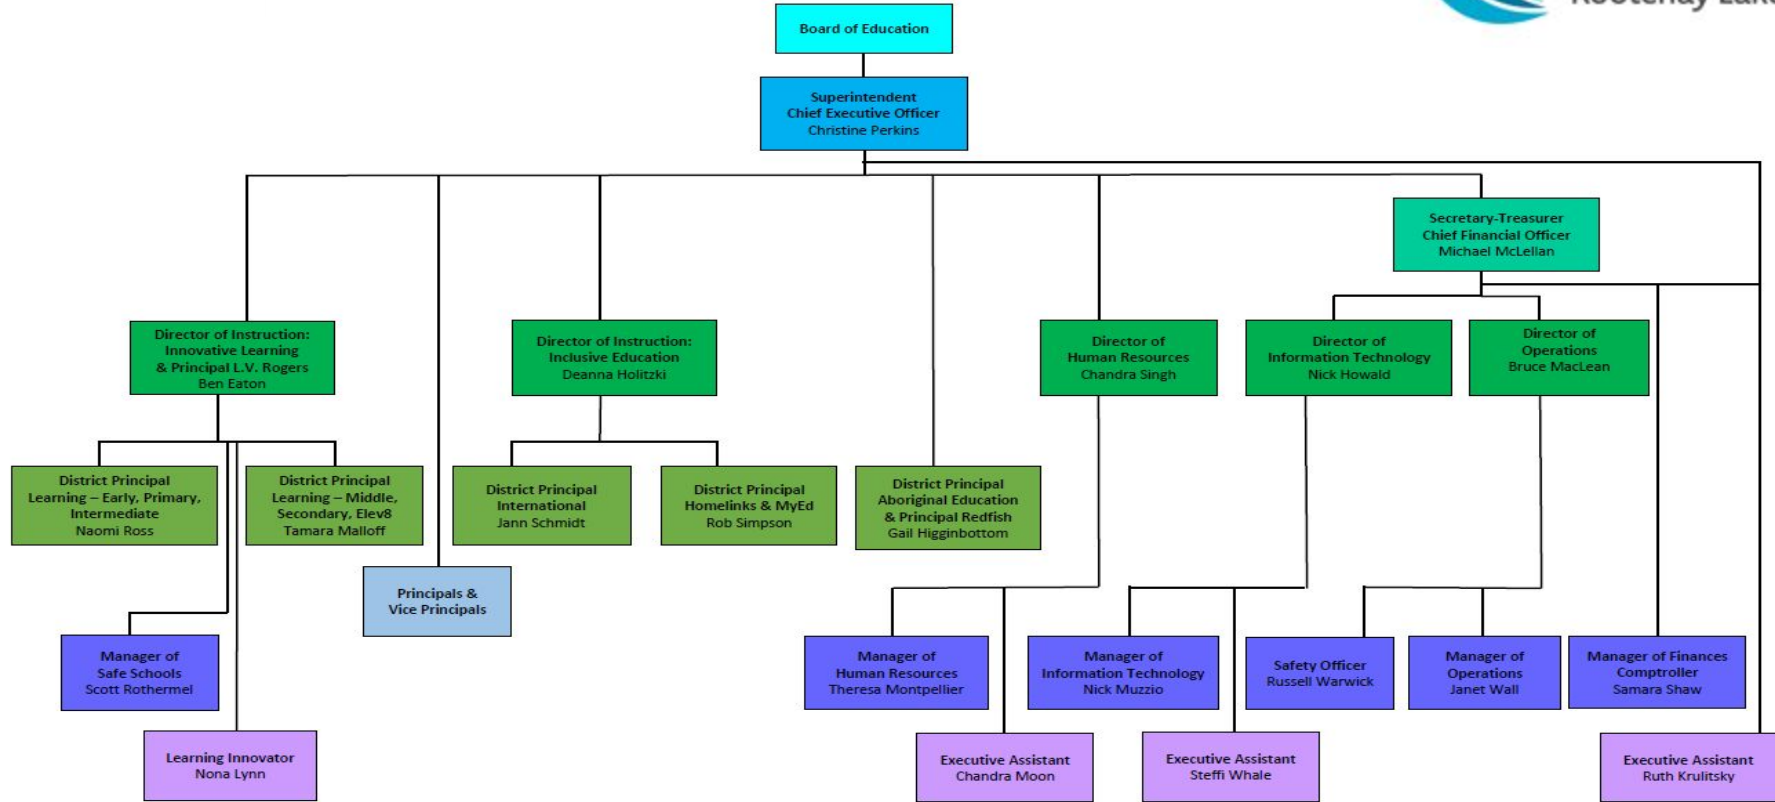 Board of Education
Superintendent
Chief Executive Officer
Christine Perkins
Secretary-Treasurer
Chief Financial Officer
Michael McLellan
Director of Instruction:
Innovative Learning
& Principal L.V. Rogers
Ben Eaton
Director of Instruction:
Inclusive Education
Deanna Holitzki
Director of
Human Resources
Chandra Singh
Director of
Information Technology
Nick Howald
Director of
Operations
Bruce MacLean
District Principal
Learning – Early, Primary,
Intermediate
Naomi Ross
District Principal
Learning – Middle,
Secondary, Elev8
Tamara Malloff
District Principal
International
Jann Schmidt
District Principal
Homelinks & MyEd
Rob Simpson
District Principal
Aboriginal Education
& Principal Redfish
Gail Higginbottom
Principals &
Vice Principals
Manager of
Safe Schools
Scott Rothermel
Manager of
Human Resources
Theresa Montpellier
Manager of
Information Technology
Nick Muzzio
Safety Officer
Russell Warwick
Manager of
Operations
Janet Wall
Manager of Finances
Comptroller
Samara Shaw
Learning Innovator
Nona Lynn
Executive Assistant
Chandra Moon
Executive Assistant
Steffi Whale
Executive Assistant
Ruth Krulitsky